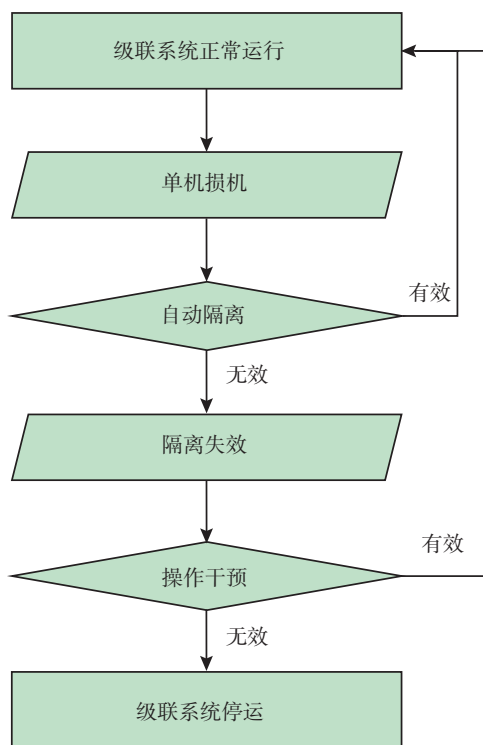 级联系统正常运行
单机损机
自动隔离
有效
无效
隔离失效
有效
操作干预
无效
级联系统停运